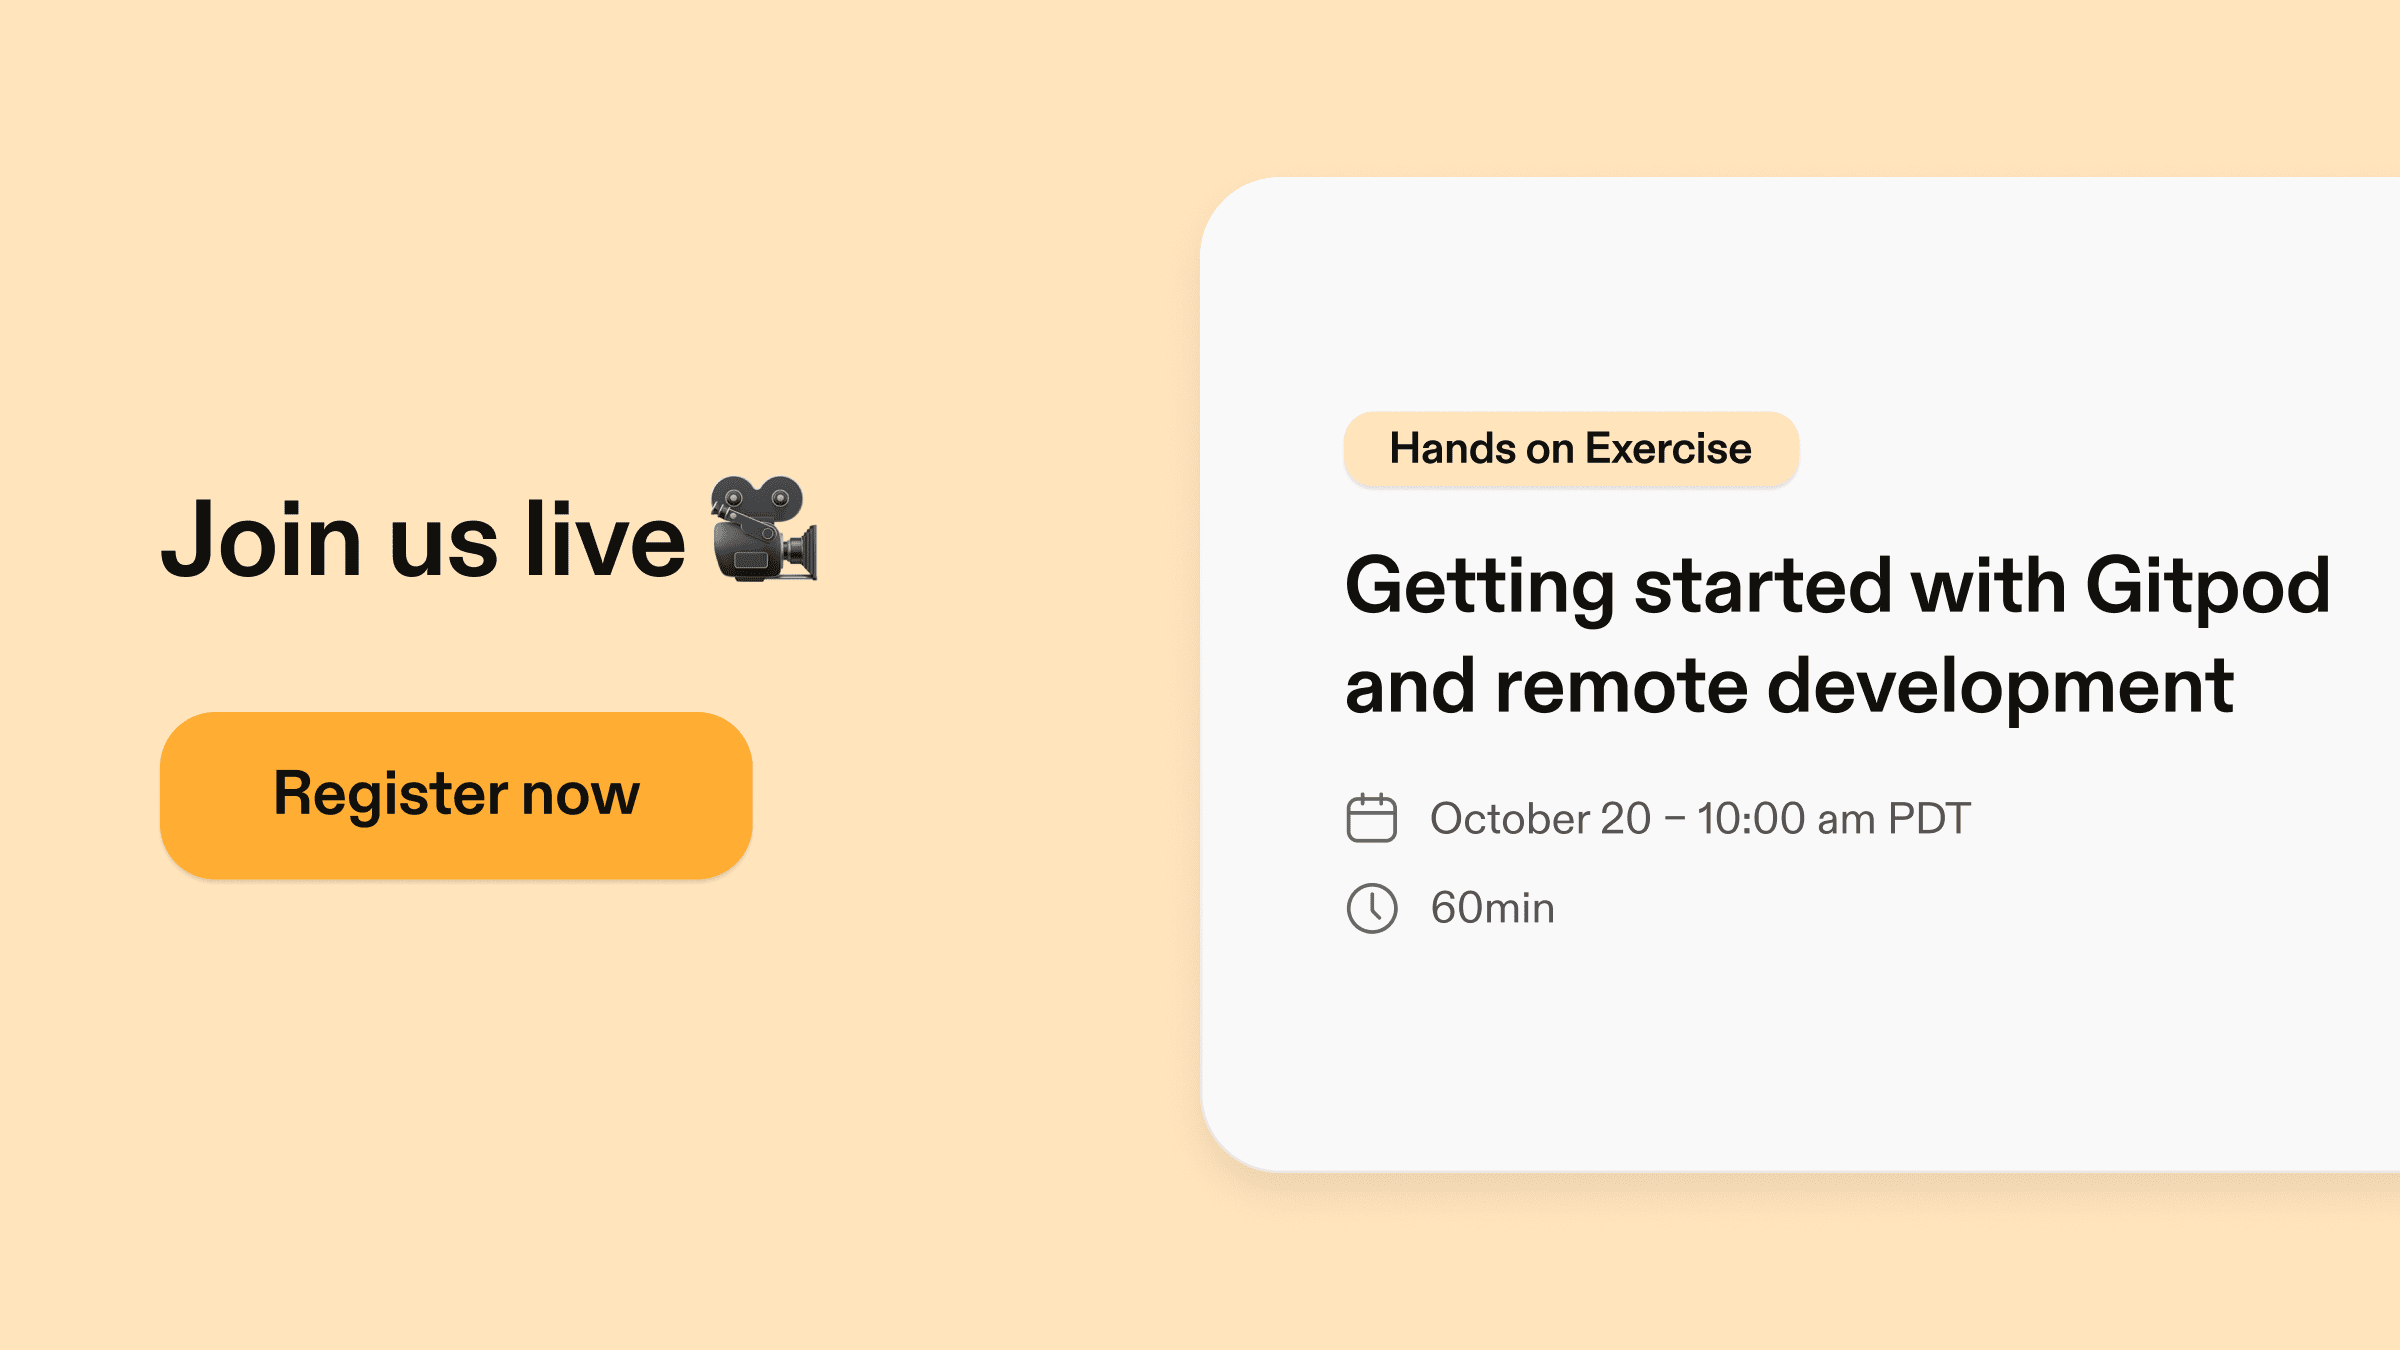 Join us live
Register now
Hands on Exercise
Getting started with Gitpod
and remote development
October 20 – 10:00 am PDT
60min